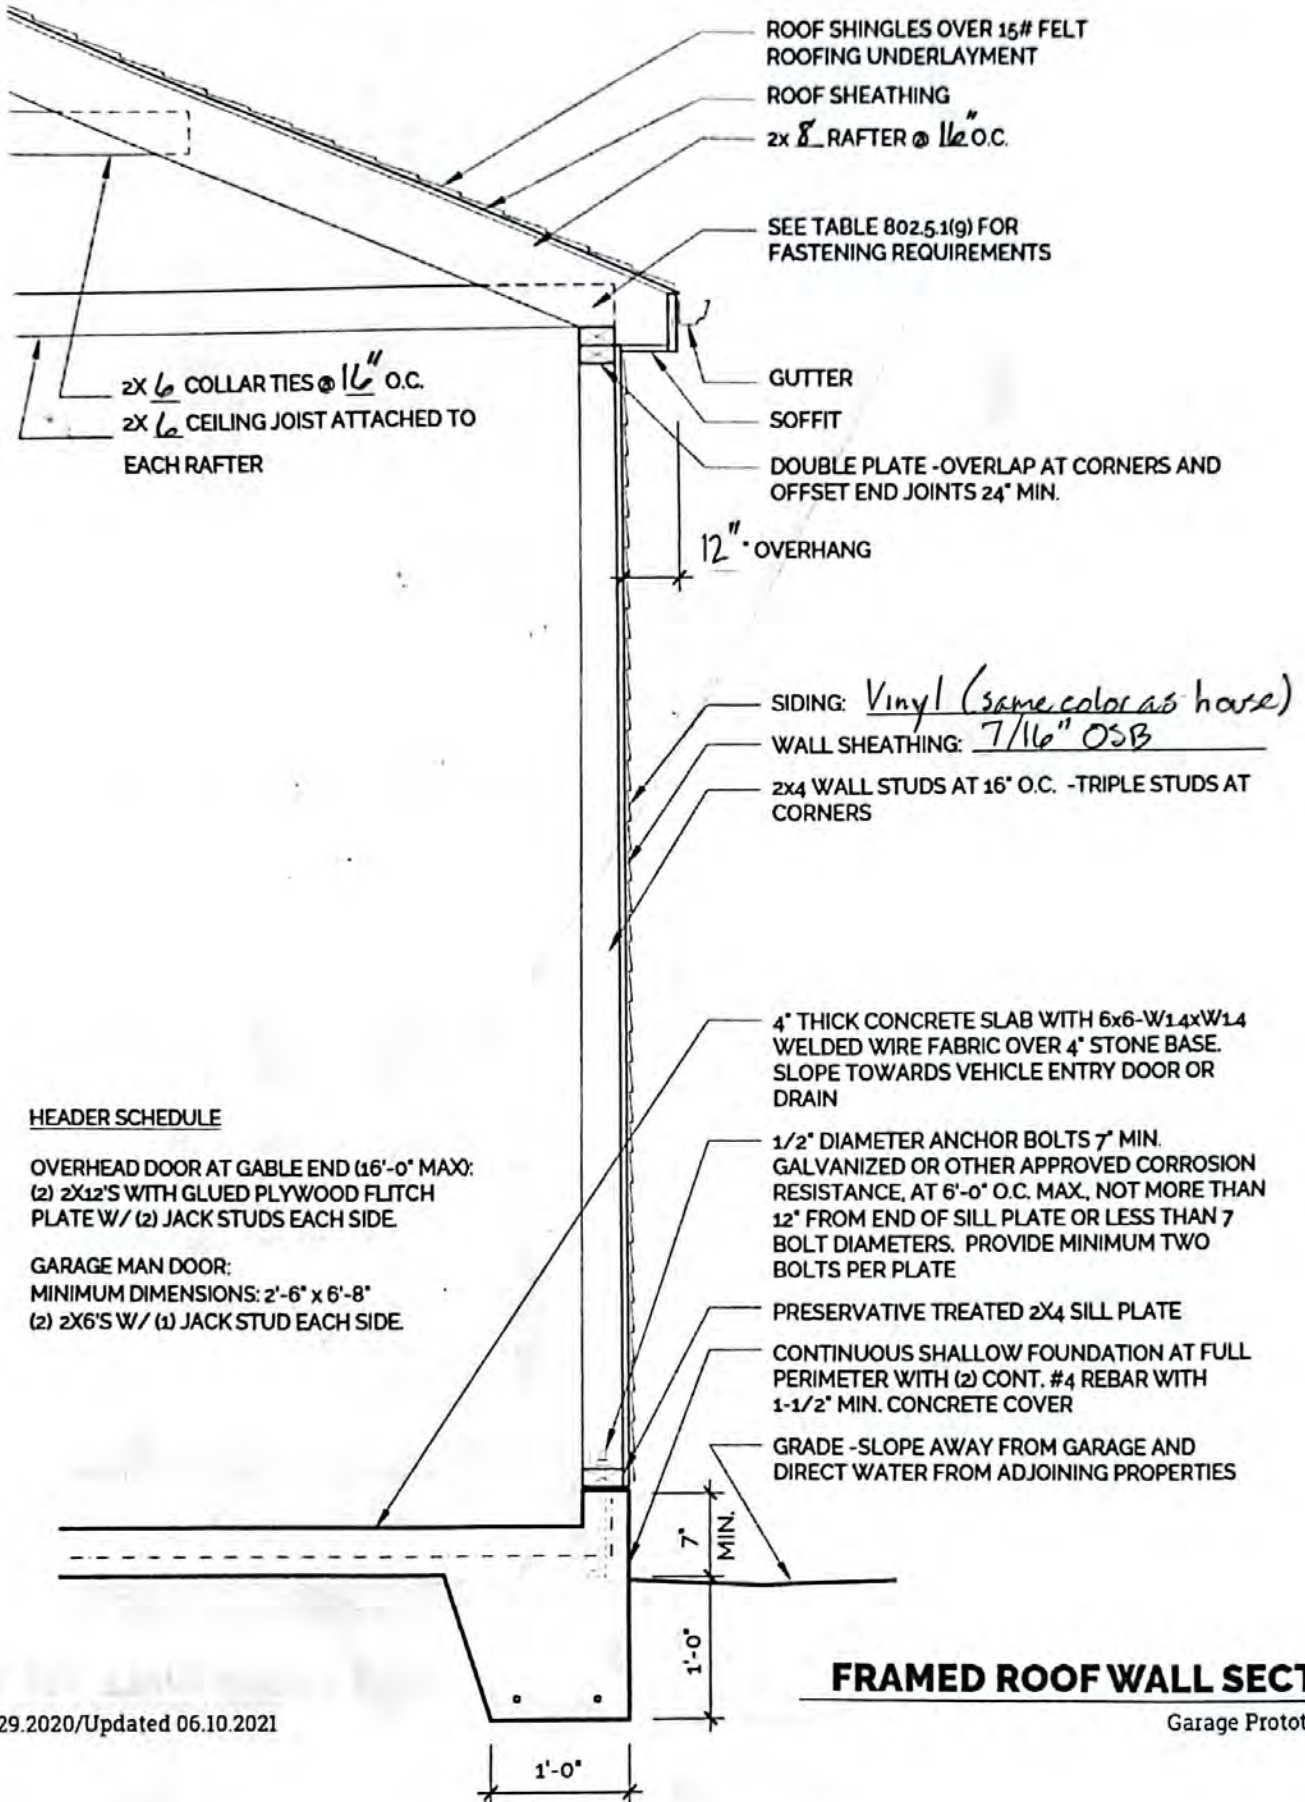 ROOF SHINGLES OVER 15# FELT
ROOFING UNDERLAYMENT
ROOF SHEATHING
2x 8 RAFTER @ 16" O.C.
SEE TABLE 802.5.1(9) FOR
FASTENING REQUIREMENTS
2X 6 COLLAR TIES @ 16" O.C.
2X 6 CEILING JOIST ATTACHED TO
EACH RAFTER
GUTTER
SOFFIT
DOUBLE PLATE -OVERLAP AT CORNERS AND
OFFSET END JOINTS 24" MIN.
12"" OVERHANG
SIDING: Vinyl (same color as house)
WALL SHEATHING: 7/16" OSB
2x4 WALL STUDS AT 16" O.C. -TRIPLE STUDS AT
CORNERS
4" THICK CONCRETE SLAB WITH 6x6-W1.4xW1.4
WELDED WIRE FABRIC OVER 4" STONE BASE.
SLOPE TOWARDS VEHICLE ENTRY DOOR OR
DRAIN
HEADER SCHEDULE
OVERHEAD DOOR AT GABLE END (16'-0" MAX):
(2) 2X12'S WITH GLUED PLYWOOD FLITCH
PLATE W/ (2) JACK STUDS EACH SIDE.
GARAGE MAN DOOR:
MINIMUM DIMENSIONS: 2'-6" x 6'-8"
(2) 2X6'S W/ (1) JACK STUD EACH SIDE.
1/2" DIAMETER ANCHOR BOLTS 7" MIN.
GALVANIZED OR OTHER APPROVED CORROSION
RESISTANCE, AT 6'-0" O.C. MAX., NOT MORE THAN
12" FROM END OF SILL PLATE OR LESS THAN 7
BOLT DIAMETERS. PROVIDE MINIMUM TWO
BOLTS PER PLATE
PRESERVATIVE TREATED 2X4 SILL PLATE
CONTINUOUS SHALLOW FOUNDATION AT FULL
PERIMETER WITH (2) CONT. #4 REBAR WITH
1-1/2" MIN. CONCRETE COVER
GRADE -SLOPE AWAY FROM GARAGE AND
DIRECT WATER FROM ADJOINING PROPERTIES
7"
MIN.
1'-0"
1'-0"
FRAMED ROOF WALL SECT
Garage Protot
29.2020/Updated 06.10.2021